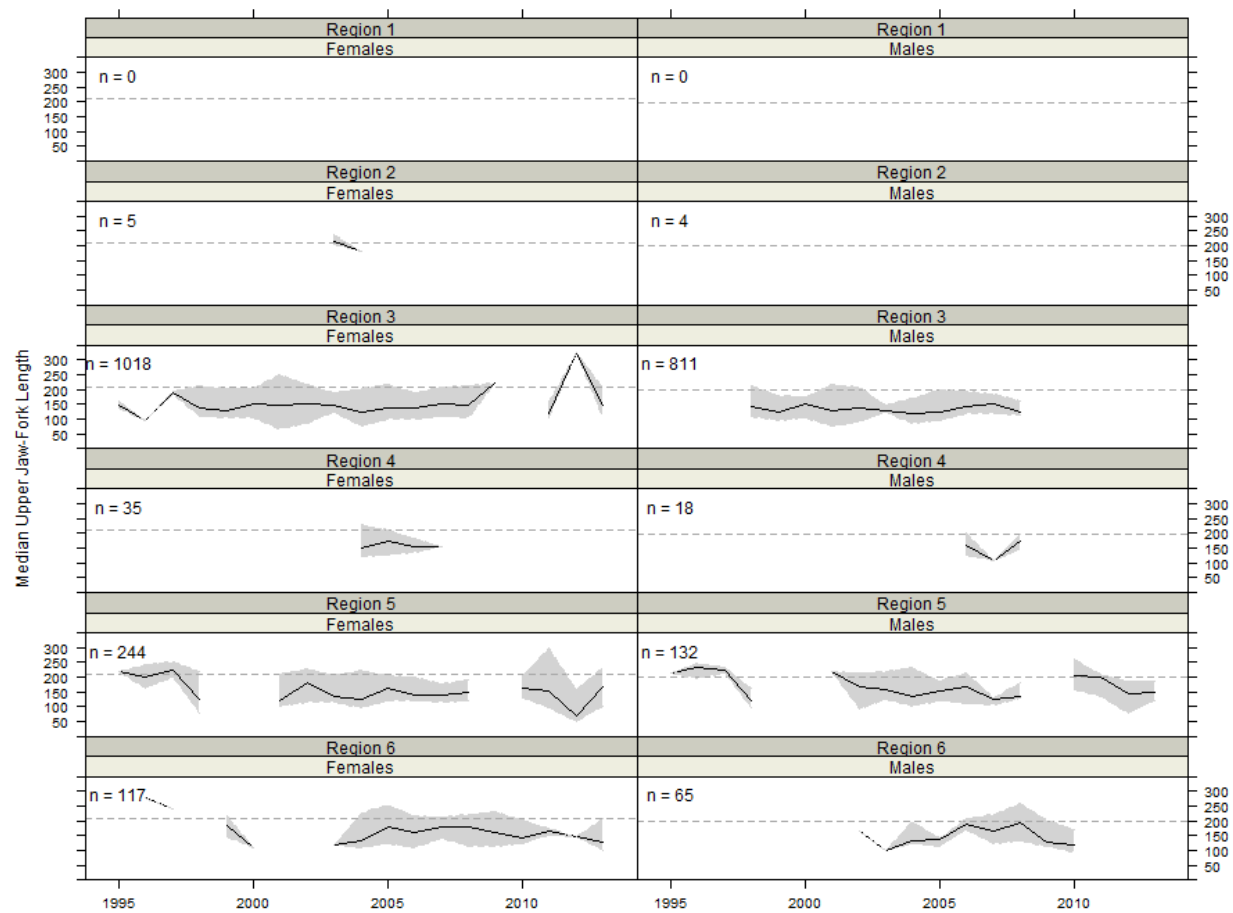 Region 1 Region 1
Females Males
300 n = 0 n = 0
250
200
150
100
50
Region 2 Region 2
Females Males
n = 5 n = 4 300
250
200
150
100
50
Region 3 Region 3
Females Males
300 n = 1018 n = 811
250
200
150
100
50
Region 4 Region 4
Females Males
n = 35 n = 18 300
250
200
150
100
50
Region 5 Region 5
Females Males
300 n = 244 n = 132
250
200
150
100
50
Region 6 Region 6
Females Males
n = 117 n = 65 300
250
200
150
100
50
1995 2000 2005 2010 1995 2000 2005 2010
Median Upper Jaw-Fork Length